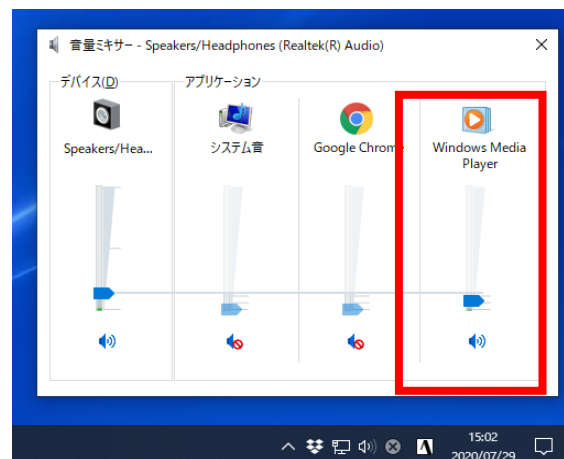 音量ミキサー - Speakers/Headphones (Realtek(R) Audio)
デバイス(D)
アプリケーション
Speakers/Hea...
システム音
Google Chrome
Windows Media
Player
15:02
2020/07/29